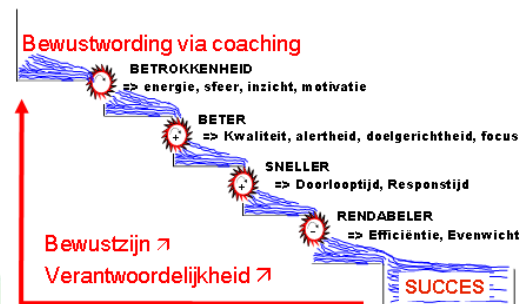 Bewustwording via coaching
BETROKKENHEID
=> energie, sfeer, inzicht, motivatie
BETER
=> Kwaliteit, alertheid, doelgerichtheid, focus
SNELLER
=> Doorlooptijd, Responstijd
RENDABELER
=> Efficiëntie, Evenwicht
Bewustzijn ↗
Verantwoordelijkheid ↗
SUCCES